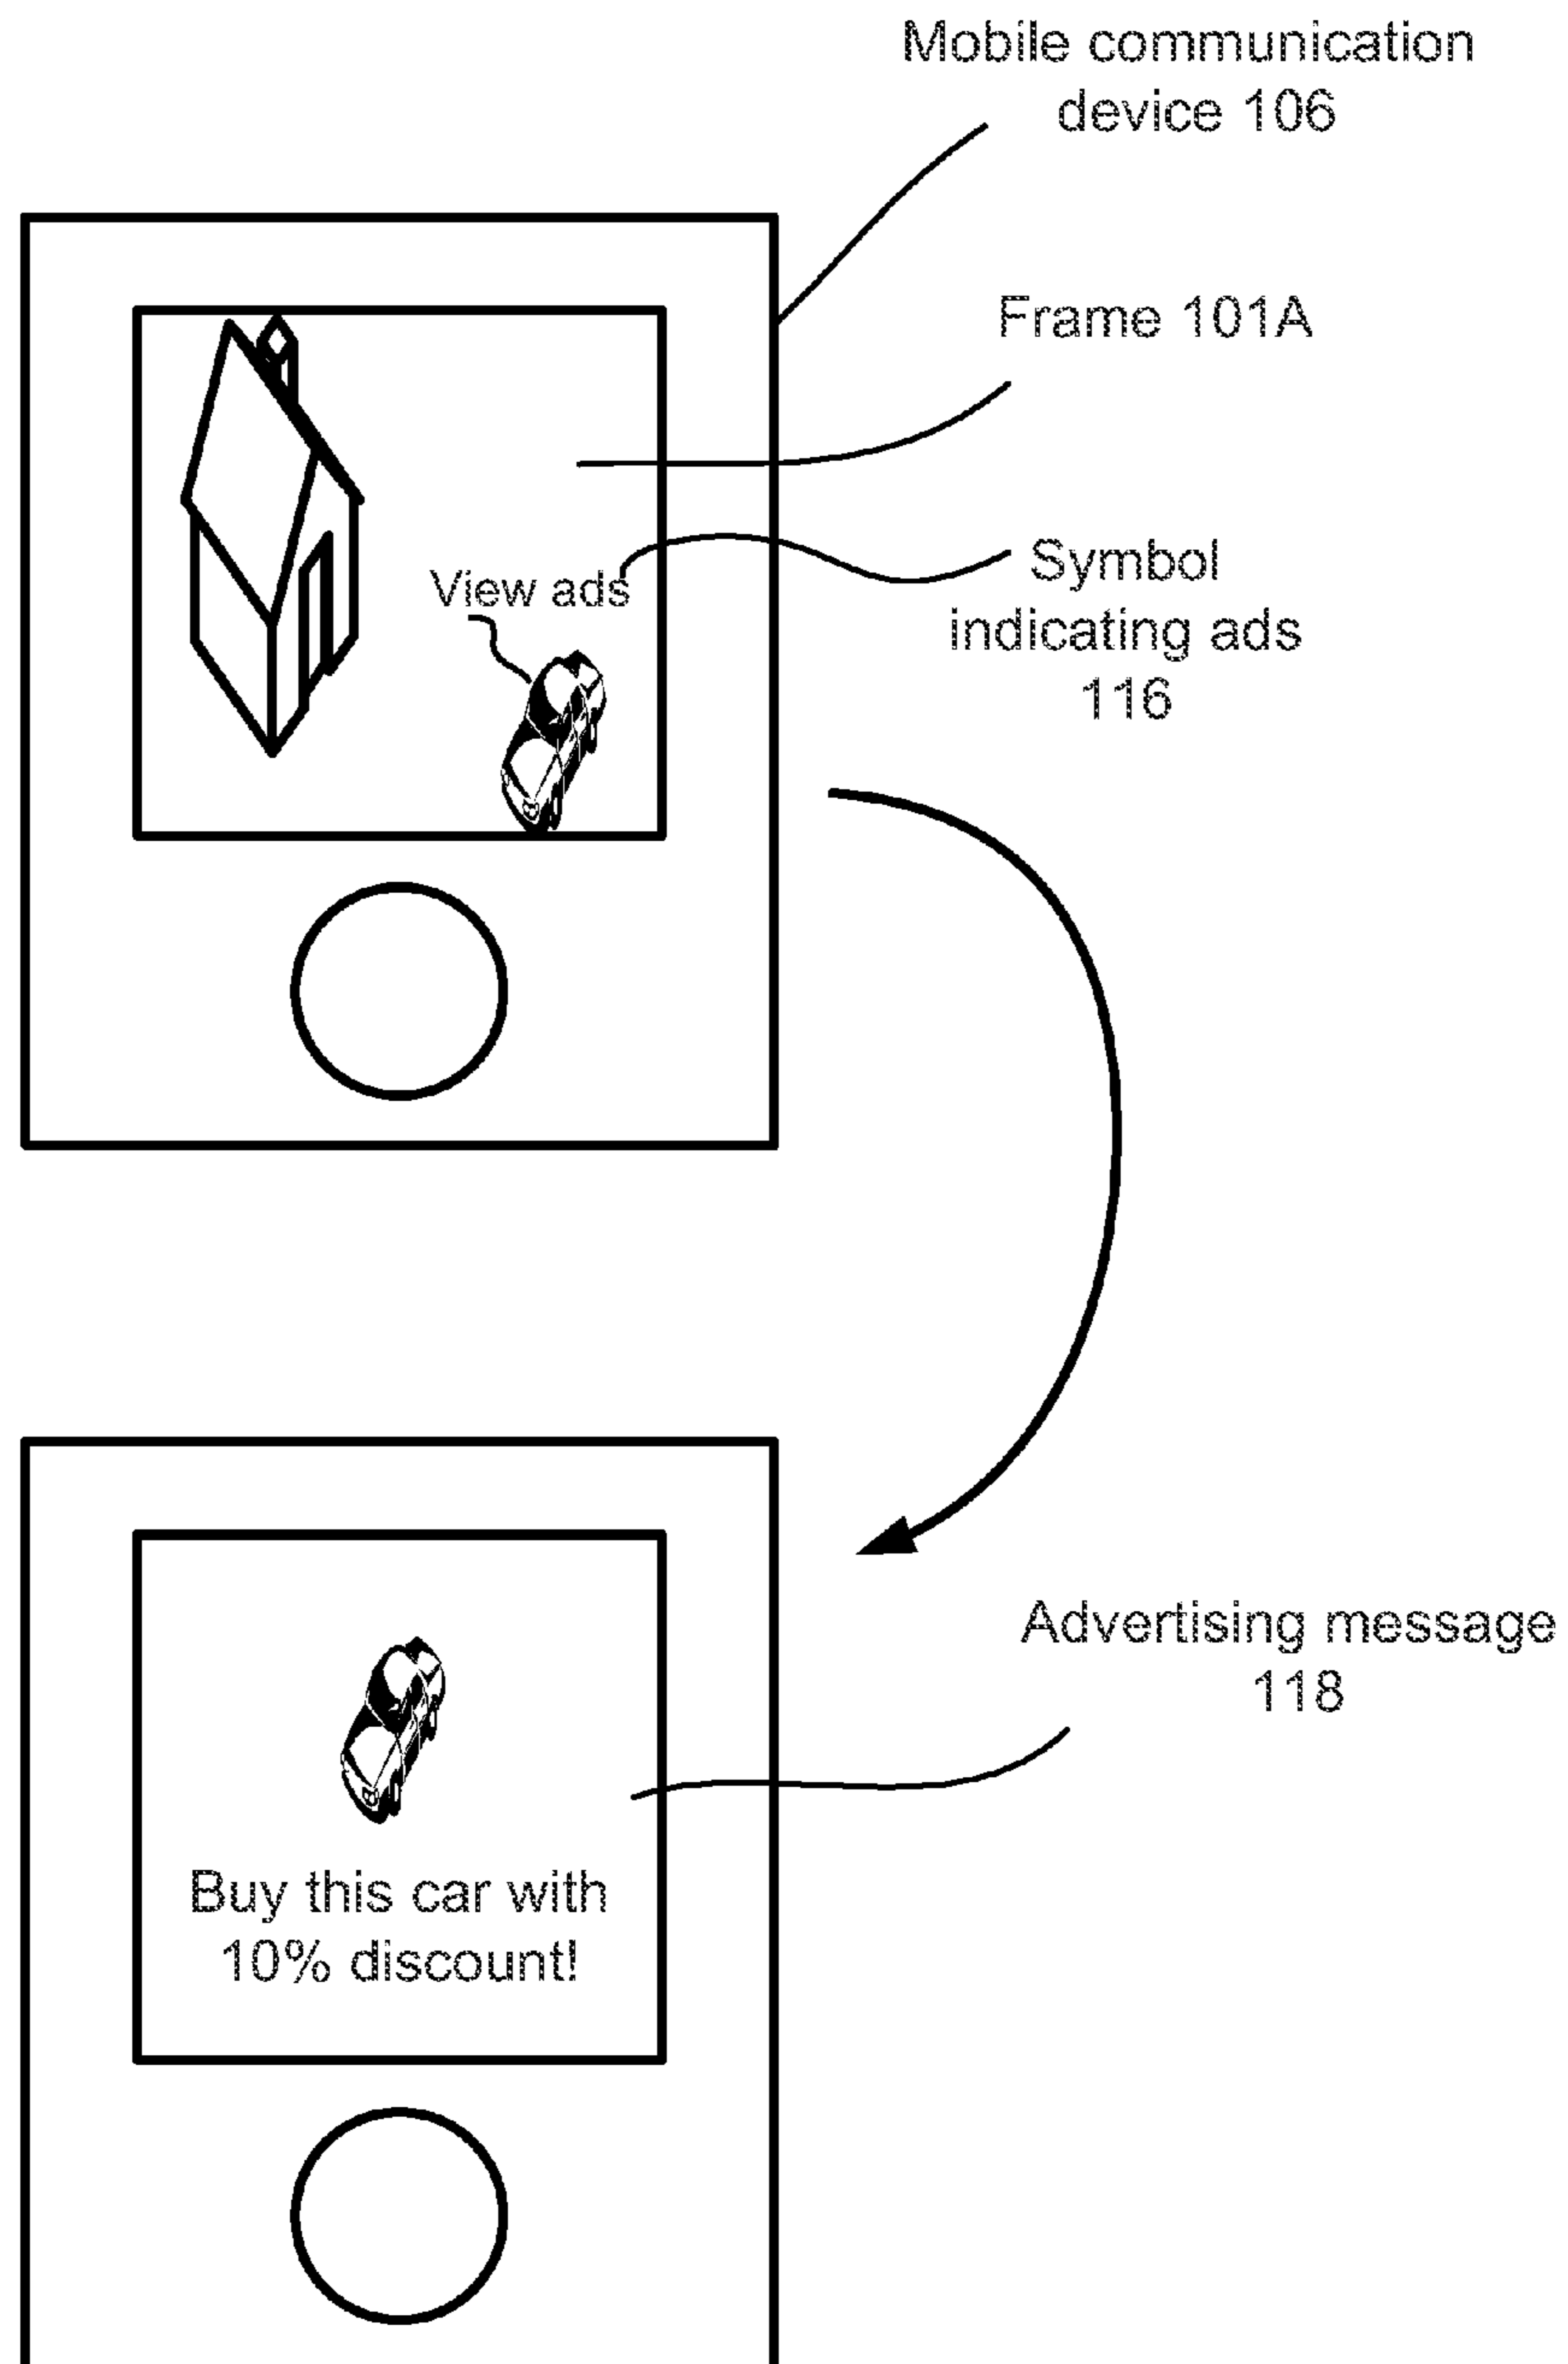 Mobile communication
device 106
Frame 101A
View ads
Symbol
indicating ads
116
Advertising message
118
Buy this car with
10% discount!